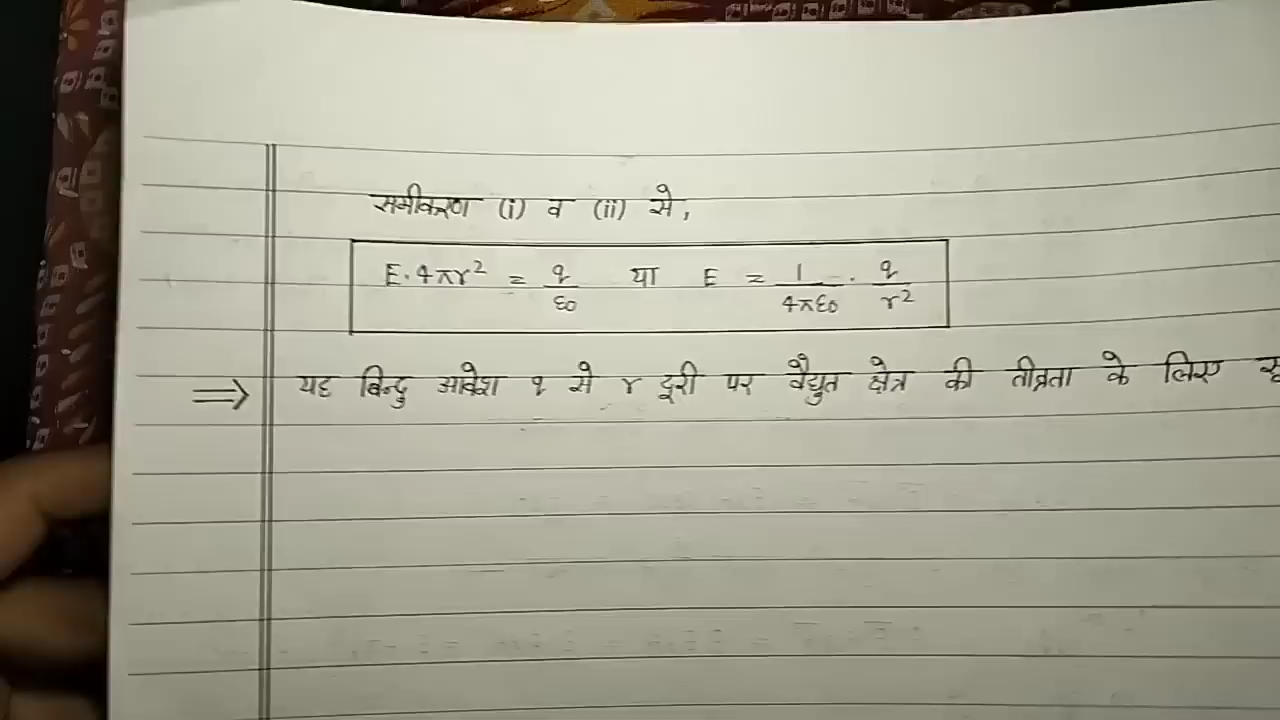 समीकरण (i) व (ii) से,
E.4πr² = q/ε0 या E = 1/4πε0 . q/r²
⇒ यह बिन्दु आवेश q से r दूरी पर वैद्युत क्षेत्र की तीव्रता के लिए